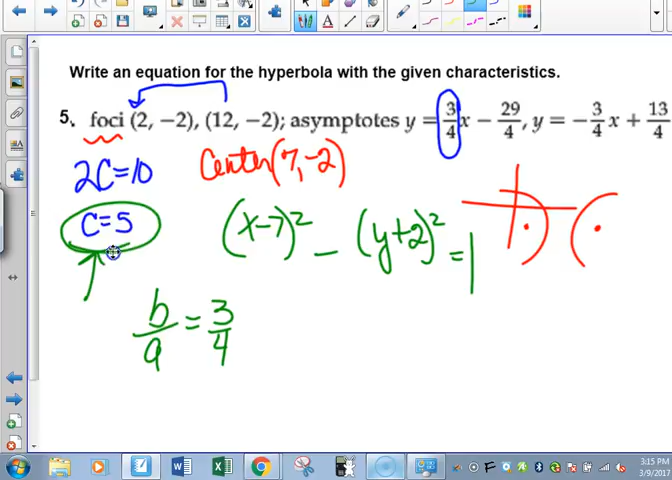 Write an equation for the hyperbola with the given characteristics.
5. foci (2, −2), (12, −2); asymptotes y = 3/4 x − 29/4, y = −3/4 x + 13/4
2C=10
Center (7,-2)
C=5
(x-7)² - (y+2)² = 1
b/a = 3/4
3:15 PM
3/9/2017